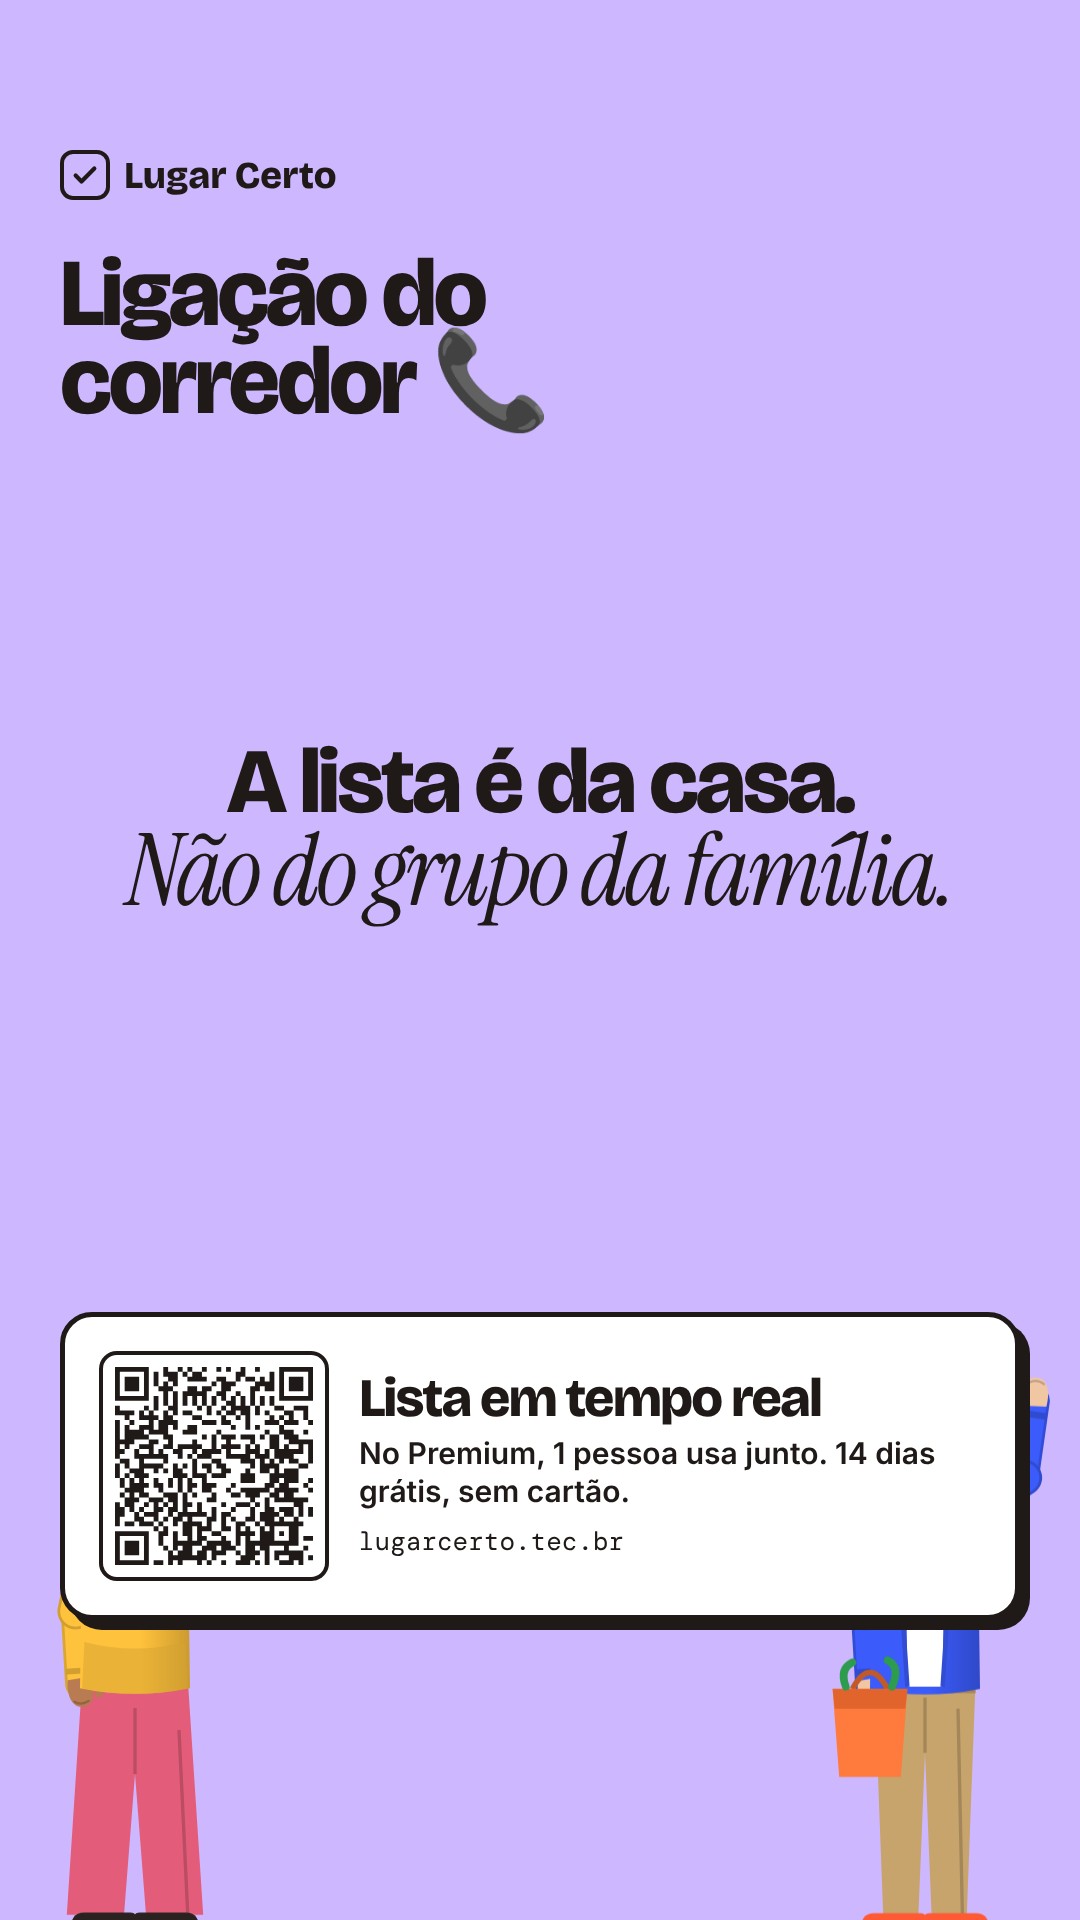 Lugar Certo
Ligação do
corredor 📞
A lista é da casa.
Não do grupo da família.
Lista em tempo real
No Premium, 1 pessoa usa junto. 14 dias
grátis, sem cartão.
lugarcerto.tec.br